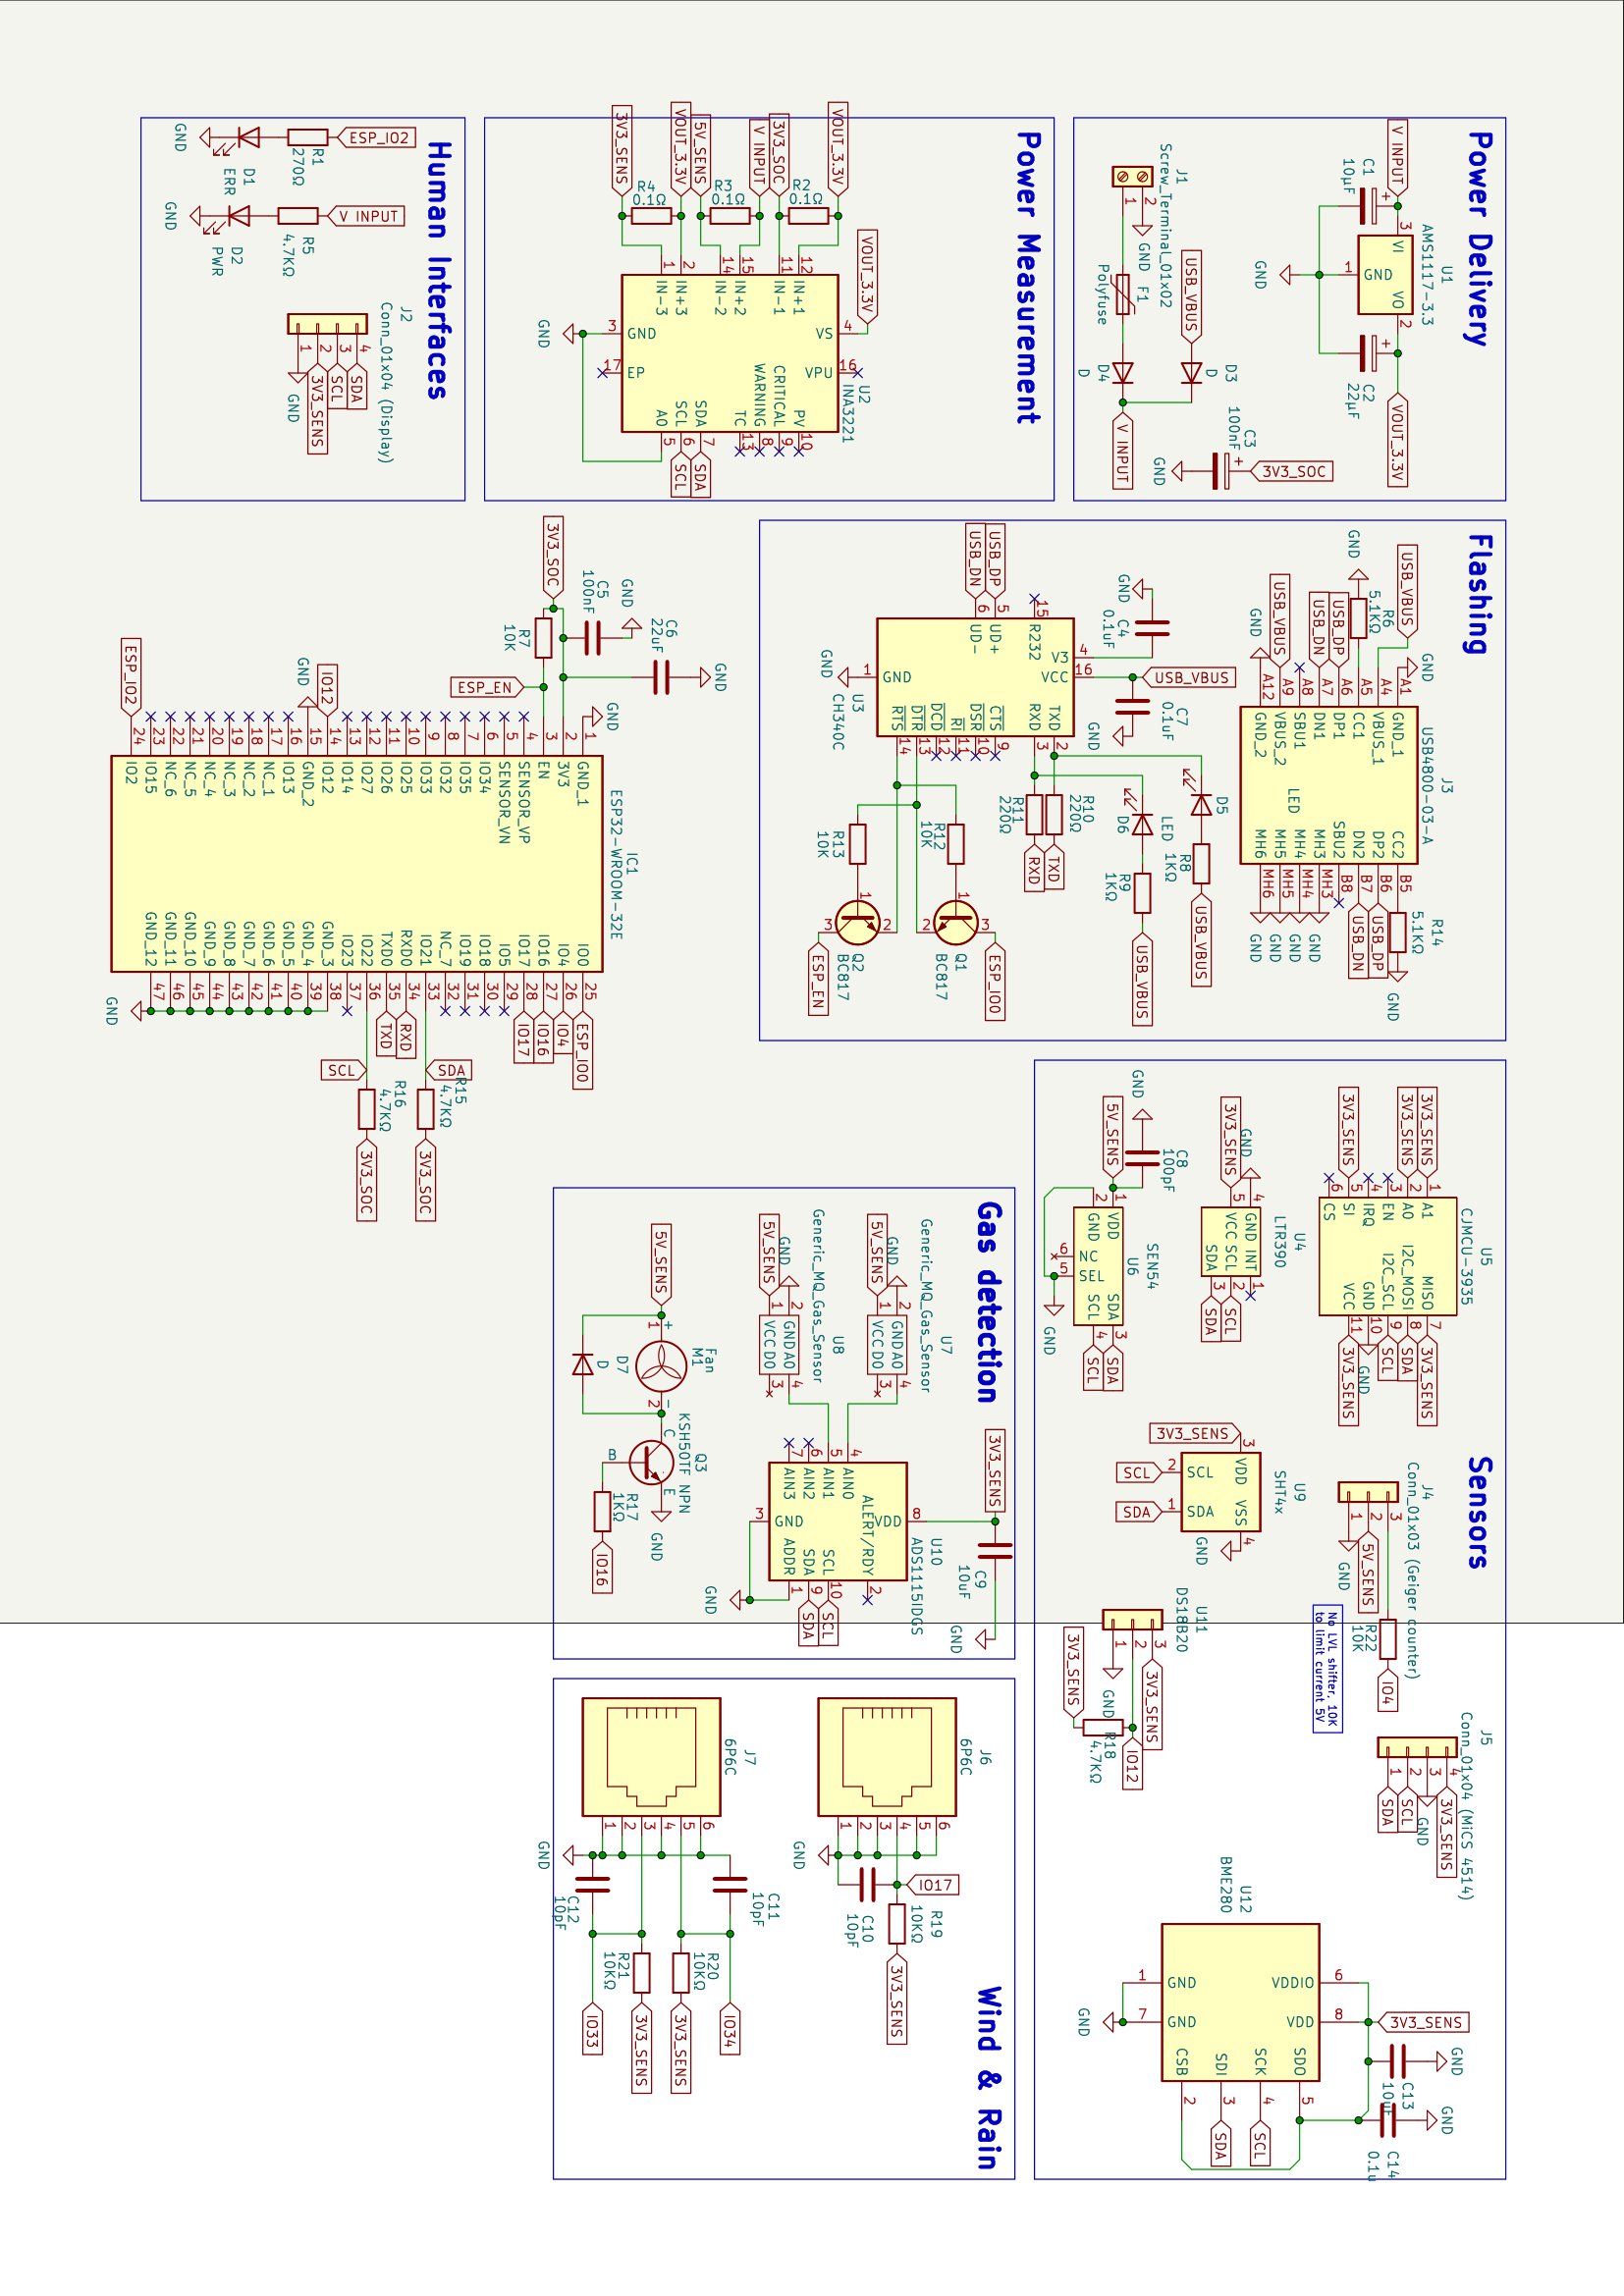 Power Delivery
U1
AMS1117-3.3
V INPUT
3
VI
VO
2
GND
1
VOUT_3.3V
C1
10µF
C2
22µF
GND
3V3_SOC
C3
100nF
GND
D3
D
USB_VBUS
J1
Screw_Terminal_01x02
2
1
GND
F1
Polyfuse
D4
D
V INPUT
Power Measurement
VOUT_3.3V
U2
INA3221
VOUT_3.3V
R2
0.1Ω
3V3_SOC
V INPUT
R3
0.1Ω
5V_SENS
VOUT_3.3V
R4
0.1Ω
3V3_SENS
4
VS
16
VPU
12 IN+1
11 IN-1
15 IN+2
14 IN-2
2 IN+3
1 IN-3
PV 10
CRITICAL 9
WARNING 8
TC 13
SDA 7
SCL 6
A0 5
GND
3
EP
17
SDA
SCL
GND
Human Interfaces
ESP_IO2
R1
270Ω
D1
ERR
GND
V INPUT
R5
4.7KΩ
D2
PWR
GND
J2
Conn_01x04 (Display)
4 SDA
3 SCL
2 3V3_SENS
1 GND
Flashing
J3
USB4800-03-A
GND
USB_VBUS
R6
5.1KΩ
GND
USB_DP
USB_DN
USB_VBUS
GND
A1 GND_1
A4 VBUS_1
A5 CC1
A6 DP1
A7 DN1
A8 SBU1
A9 VBUS_2
A12 GND_2
LED
CC2 B5
DP2 B6
DN2 B7
SBU2 B8
MH3 MH3
MH4 MH4
MH5 MH5
MH6 MH6
R14
5.1KΩ
GND
USB_DP
USB_DN
GND
GND
GND
GND
USB_VBUS
C7
0.1uF
GND
C4
0.1uF
GND
D5
R8
1KΩ
USB_VBUS
LED
D6
R9
1KΩ
USB_VBUS
4
V3
16
VCC
15 R232
5 UD+
6 UD-
USB_DP
USB_DN
TXD 2
RXD 3
CTS 9
DSR 10
RI 11
DCD 12
DTR 13
RTS 14
GND
1
GND
U3
CH340C
R10
220Ω
TXD
RXD
R11
220Ω
ESP_IO0
3
1
2
Q1
BC817
R12
10K
R13
10K
2
1
3
Q2
BC817
ESP_EN
GND
C6
22uF
GND
C5
100nF
3V3_SOC
R7
10K
ESP_EN
IC1
ESP32-WROOM-32E
1 GND_1
2 3V3
3 EN
4 SENSOR_VP
5 SENSOR_VN
6 IO34
7 IO35
8 IO32
9 IO33
10 IO25
11 IO26
12 IO27
13 IO14
IO12 14 IO12
GND 15 GND_2
16 IO13
17 NC_1
18 NC_2
19 NC_3
20 NC_4
21 NC_5
22 NC_6
23 IO15
ESP_IO2 24 IO2
IO0 25 ESP_IO0
IO4 26 IO4
IO16 27 IO16
IO17 28 IO17
IO5 29
IO18 30
IO19 31
NC_7 32
IO21 33
RXD0 34 RXD
TXD0 35 TXD
IO22 36
IO23 37
GND_3 38
GND_4 39
GND_5 40
GND_6 41
GND_7 42
GND_8 43
GND_9 44
GND_10 45
GND_11 46
GND_12 47
GND
SDA
R15
4.7KΩ
3V3_SOC
R16
4.7KΩ
3V3_SOC
SCL
Sensors
U5
CJMCU-3935
3V3_SENS 1 A1
3V3_SENS 2 A0
3 EN
4 IRQ
3V3_SENS 5 SI
6 CS
MISO 7 3V3_SENS
I2C_MOSI 8 SDA
I2C_SCL 9 SCL
GND 10 GND
VCC 11 3V3_SENS
U4
LTR390
GND 4 GND
3V3_SENS 5 VCC
INT 1
SCL 2 SCL
SDA 3 SDA
C8
100pF
GND
5V_SENS
SEN54
U6
1 VDD
2 GND
SDA 3 SDA
SCL 4 SCL
NC
6
SEL
5
GND
J4
Conn_01x03 (Geiger counter)
3
2 5V_SENS
1 GND
R22
10K
IO4
No LVL shifter, 10K
to limit current 5V
U9
SHT4x
3 VDD
VSS 4
GND
3V3_SENS
SCL
2
SCL
SDA
1
SDA
J5
Conn_01x04 (MiCS 4514)
4 3V3_SENS
3 GND
2 SCL
1 SDA
U11
DS18B20
3 3V3_SENS
2 IO12
1 GND
R18
4.7KΩ
3V3_SENS
3V3_SENS
GND
C13
10uF
GND
C14
0.1u
U12
BME280
6
VDDIO
8
VDD
SDO 5
SCK 4 SCL
SDI 3 SDA
CSB 2
GND
1
GND
7
GND
Gas detection
3V3_SENS
C9
10uF
GND
U7
Generic_MQ_Gas_Sensor
GND 2 GND A0 4
5V_SENS 1 VCC D0 3
U8
Generic_MQ_Gas_Sensor
GND 2 GND A0 4
5V_SENS 1 VCC D0 3
U10
ADS1115IDGS
8
VDD
ALERT/RDY 2
4 AIN0
5 AIN1
6 AIN2
7 AIN3
SCL 10 SCL
SDA 9 SDA
ADDR 1
GND
3
GND
Fan
M1
5V_SENS
+
1
-
2
D7
D
Q3
KSH50TF NPN
C
E
B
GND
R17
1KΩ
IO16
Wind & Rain
J6
6P6C
6
5
4
3
2
1
IO17
R19
10KΩ
3V3_SENS
C10
10pF
GND
J7
6P6C
6
5
4
3
2
1
C11
10pF
IO34
R20
10KΩ
3V3_SENS
3V3_SENS
R21
10KΩ
C12
10pF
IO33
GND